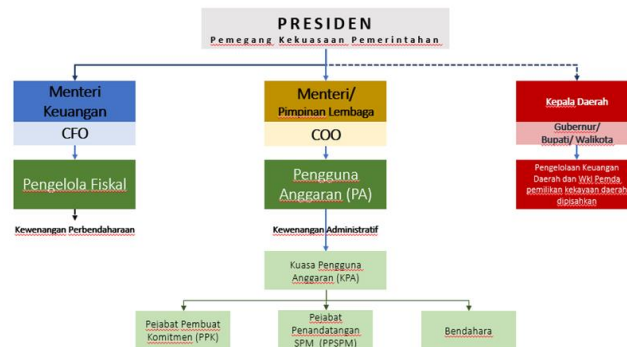 PRESIDEN
Pemegang Kekuasaan Pemerintahan
Menteri
Keuangan
CFO
Pengelola Fiskal
Kewenangan Perbendaharaan
Menteri/
Pimpinan Lembaga
COO
Pengguna
Anggaran (PA)
Kewenangan Administratif
Kepala Daerah
Gubernur/
Bupati/ Walikota
Pengelolaan Keuangan
Daerah dan Wkl Pemda
pemilikan kekayaan daerah
dipisahkan
Kuasa Pengguna
Anggaran (KPA)
Pejabat Pembuat
Komitmen (PPK)
Pejabat
Penandatangan
SPM (PPSPM)
Bendahara